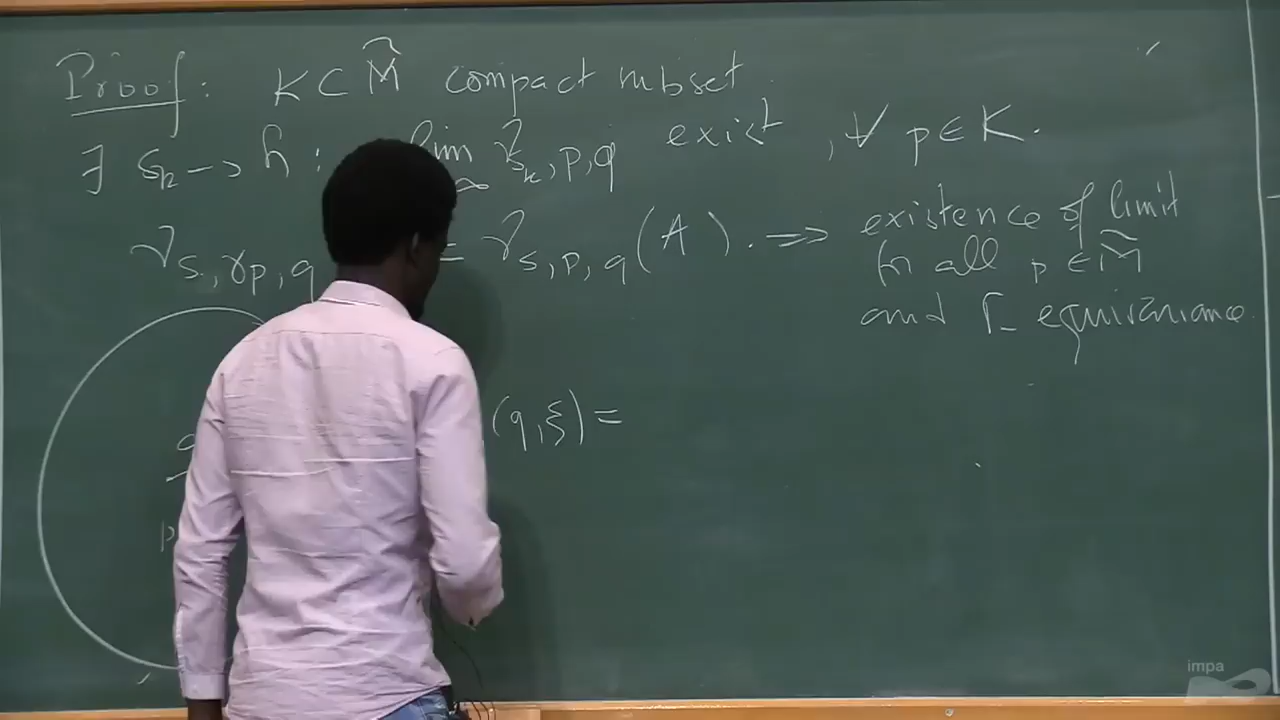 Proof: K ⊂ M̃ compact subset.
∃ s_k → h : lim ν_{s_k,p,q} exist, ∀ p ∈ K.
ν_{s,γp,q} = ν_{s,p,q}(A). ⇒ existence of limit
for all p ∈ M̃
and Γ_ equivariance.
(q,ξ) =
p
impa